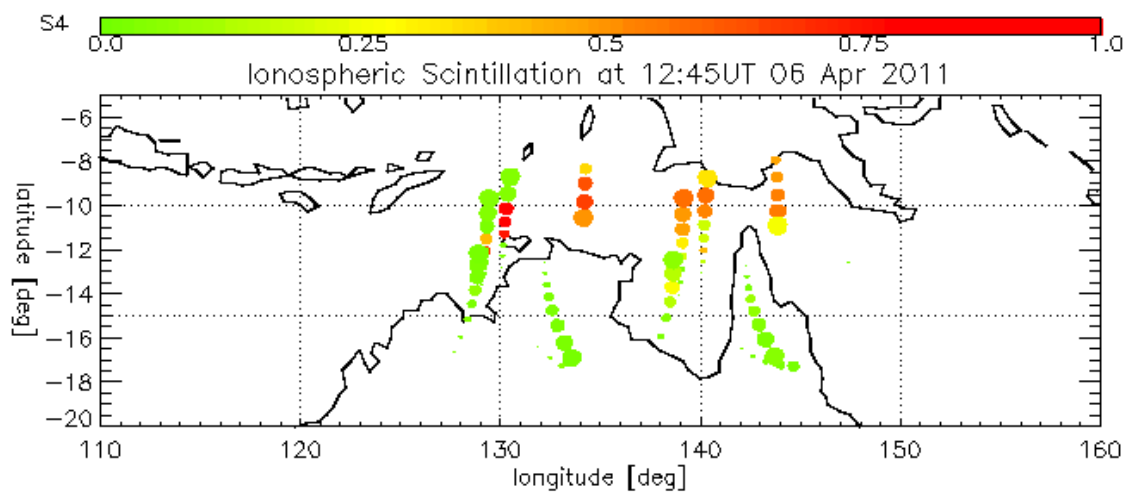 S4
0.0 0.25 0.5 0.75 1.0
Ionospheric Scintillation at 12:45UT 06 Apr 2011
-6
-8
-10
-12
-14
-16
-18
-20
latitude [deg]
110 120 130 140 150 160
longitude [deg]